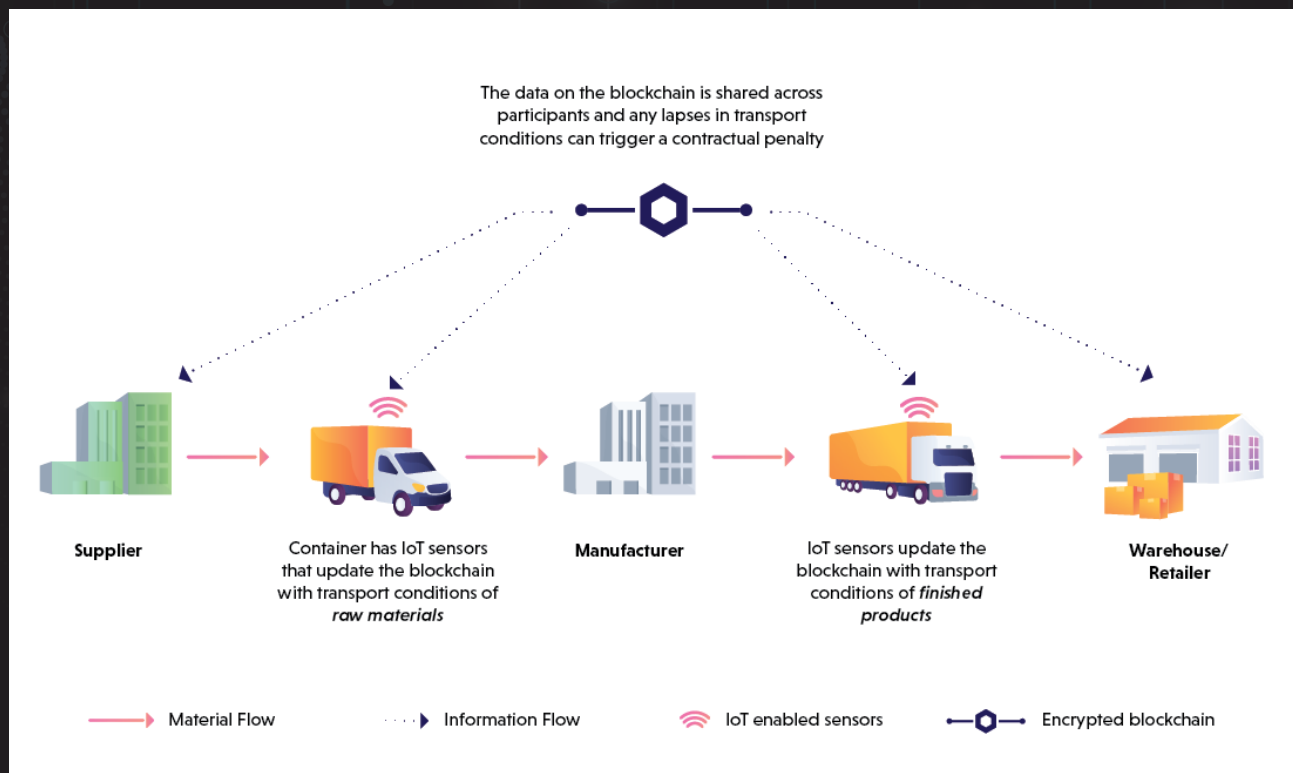 The data on the blockchain is shared across
participants and any lapses in transport
conditions can trigger a contractual penalty
Supplier
Container has IoT sensors
that update the blockchain
with transport conditions of
raw materials
Manufacturer
IoT sensors update the
blockchain with transport
conditions of finished
products
Warehouse/
Retailer
Material Flow
Information Flow
IoT enabled sensors
Encrypted blockchain